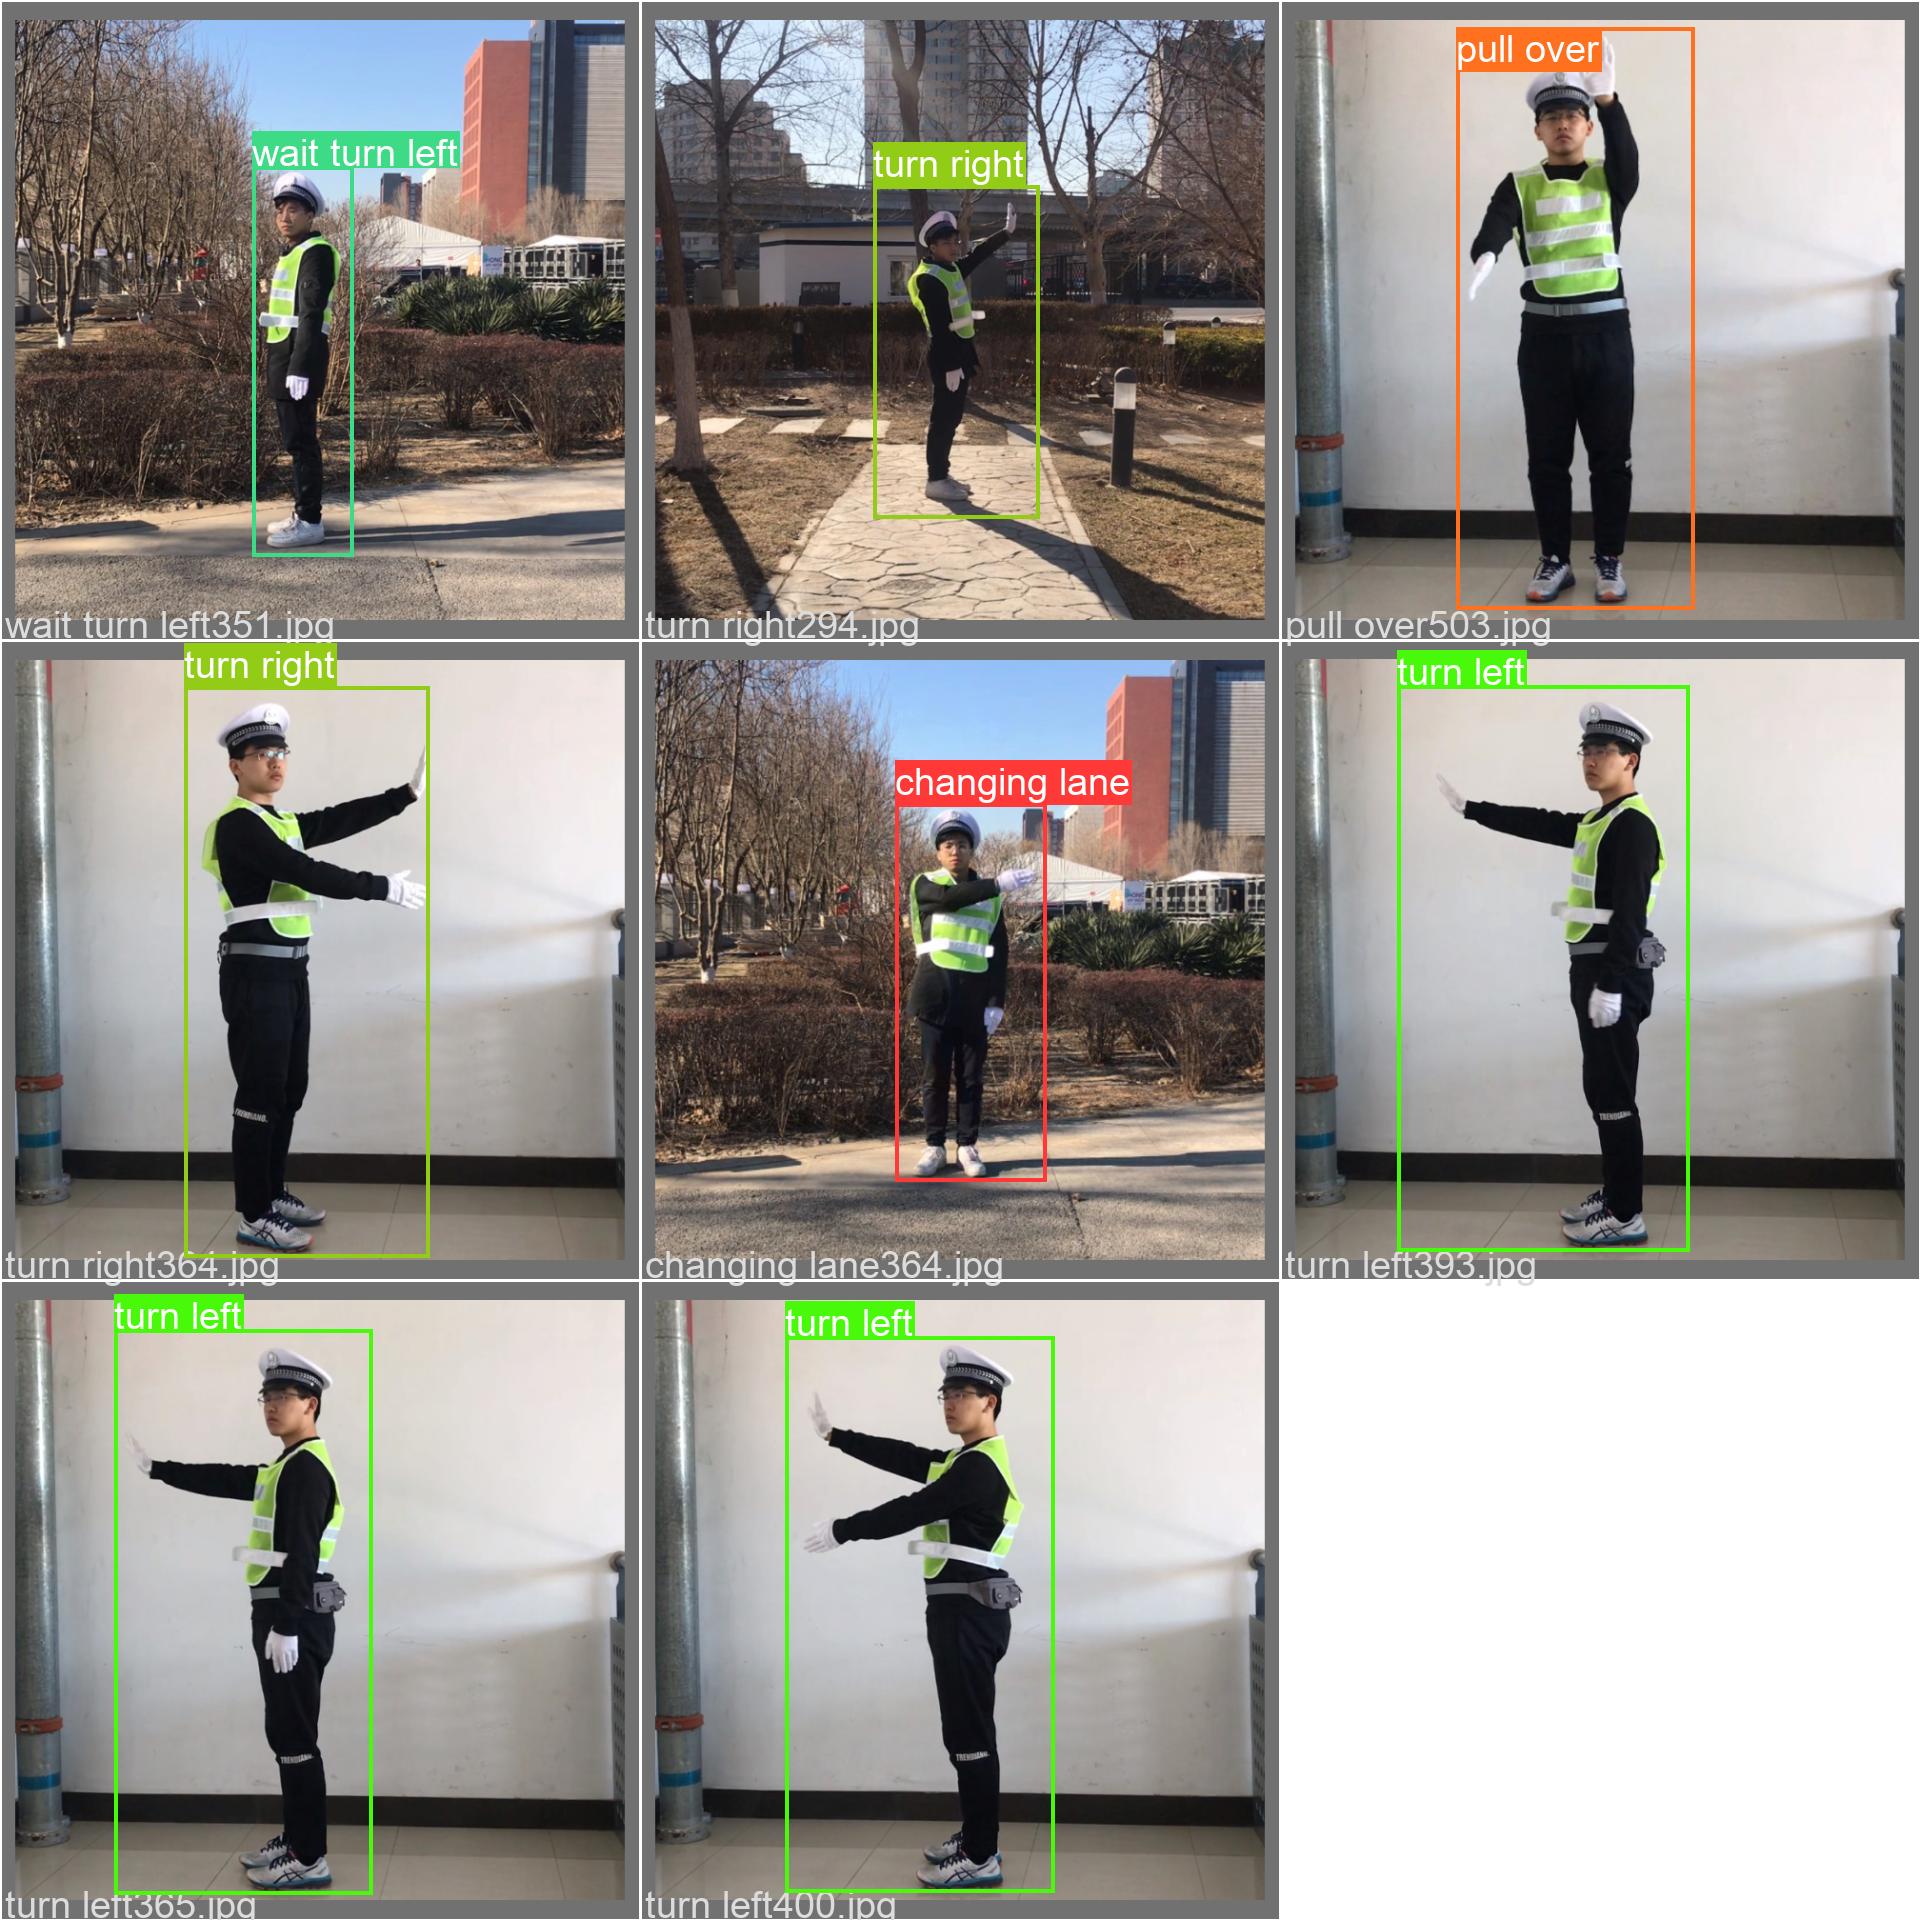 wait turn left
wait turn left351.jpg
turn right
turn right294.jpg
pull over
pull over503.jpg
turn right
TRENDIANO.
turn right364.jpg
changing lane
changing lane364.jpg
turn left
turn left393.jpg
turn left
turn left365.jpg
turn left
turn left400.jpg